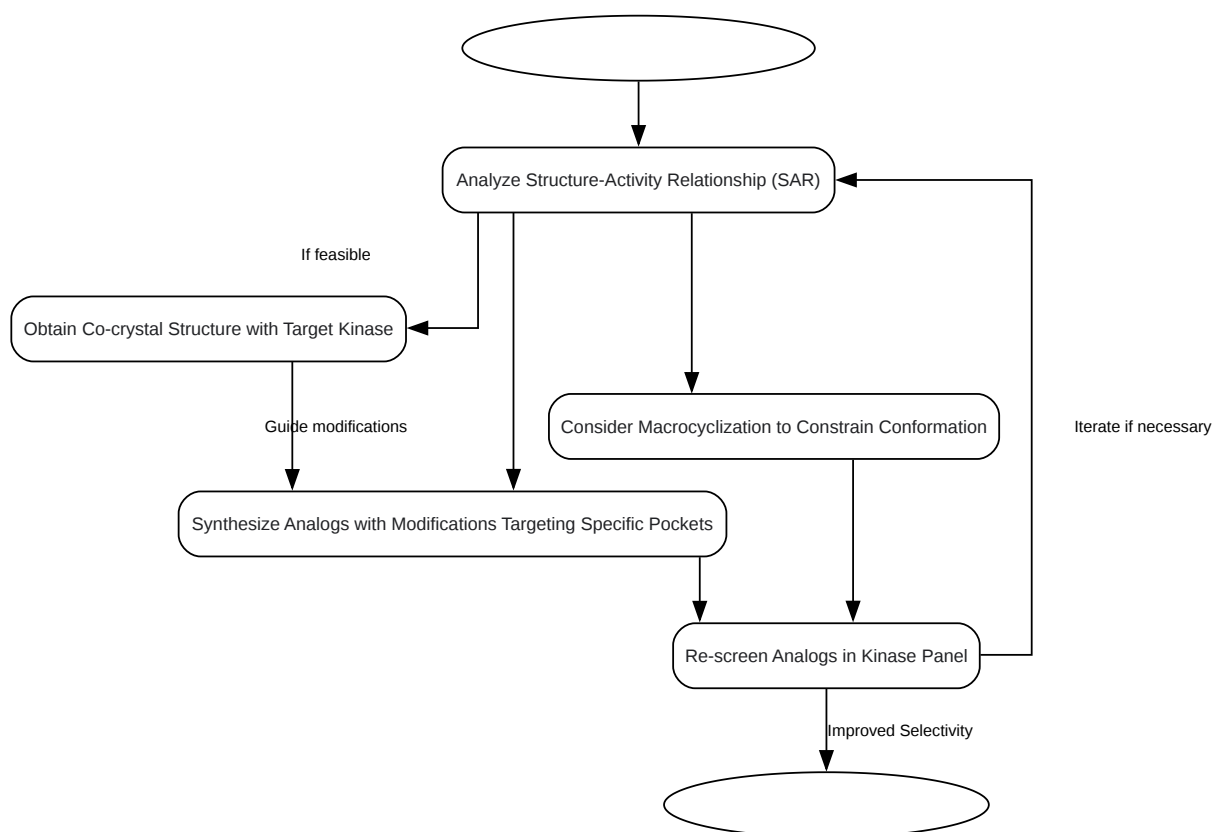 Analyze Structure-Activity Relationship (SAR)
If feasible
Obtain Co-crystal Structure with Target Kinase
Guide modifications
Consider Macrocyclization to Constrain Conformation
Iterate if necessary
Synthesize Analogs with Modifications Targeting Specific Pockets
Re-screen Analogs in Kinase Panel
Improved Selectivity